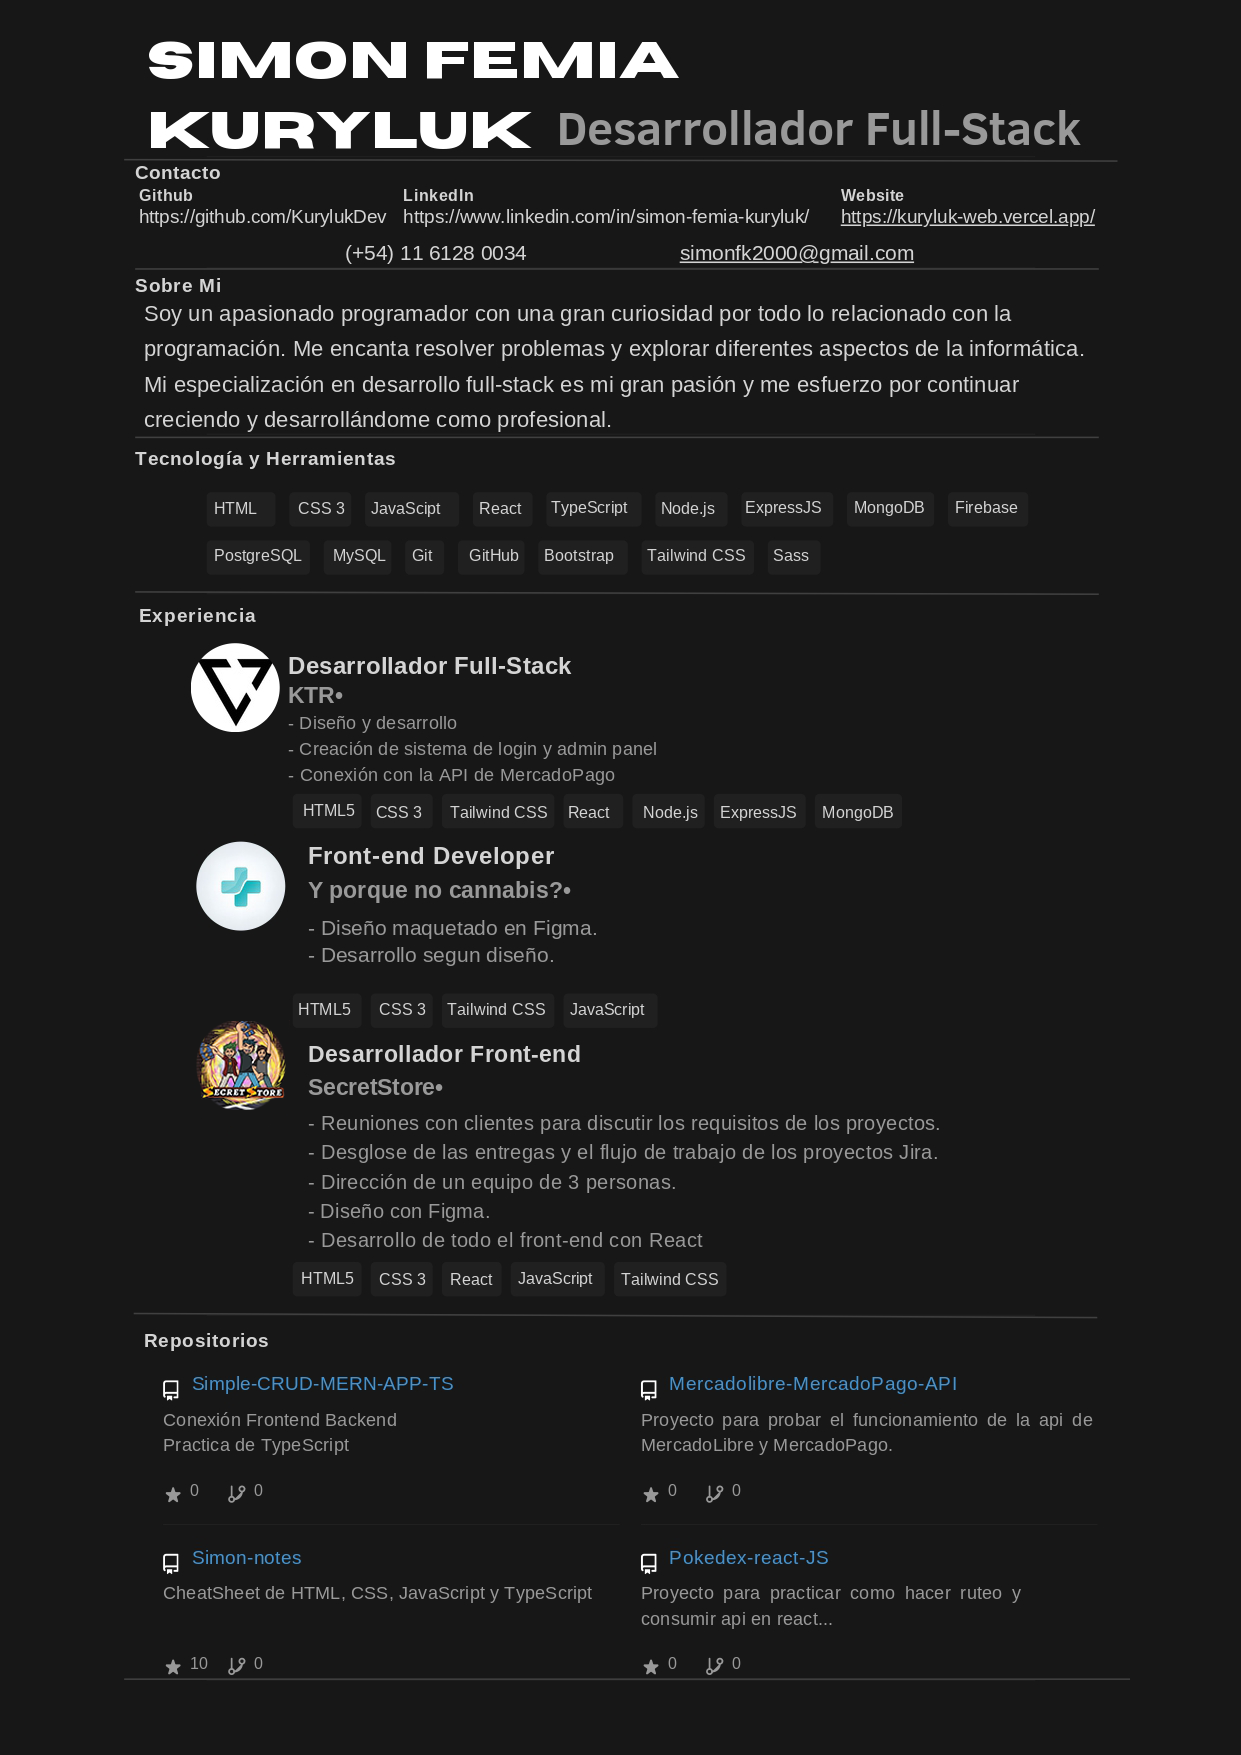 SIMON FEMIA
KURYLUK Desarrollador Full-Stack
Contacto
Github LinkedIn Website
https://github.com/KurylukDev https://www.linkedin.com/in/simon-femia-kuryluk/ https://kuryluk-web.vercel.app/
(+54) 11 6128 0034 simonfk2000@gmail.com
Sobre Mi
Soy un apasionado programador con una gran curiosidad por todo lo relacionado con la
programación. Me encanta resolver problemas y explorar diferentes aspectos de la informática.
Mi especialización en desarrollo full-stack es mi gran pasión y me esfuerzo por continuar
creciendo y desarrollándome como profesional.
Tecnología y Herramientas
HTML CSS 3 JavaScipt React TypeScript Node.js ExpressJS MongoDB Firebase
PostgreSQL MySQL Git GitHub Bootstrap Tailwind CSS Sass
Experiencia
Desarrollador Full-Stack
KTR•
- Diseño y desarrollo
- Creación de sistema de login y admin panel
- Conexión con la API de MercadoPago
HTML5 CSS 3 Tailwind CSS React Node.js ExpressJS MongoDB
Front-end Developer
Y porque no cannabis?•
- Diseño maquetado en Figma.
- Desarrollo segun diseño.
HTML5 CSS 3 Tailwind CSS JavaScript
Desarrollador Front-end
SecretStore•
SECRET STORE
- Reuniones con clientes para discutir los requisitos de los proyectos.
- Desglose de las entregas y el flujo de trabajo de los proyectos Jira.
- Dirección de un equipo de 3 personas.
- Diseño con Figma.
- Desarrollo de todo el front-end con React
HTML5 CSS 3 React JavaScript Tailwind CSS
Repositorios
Simple-CRUD-MERN-APP-TS
Conexión Frontend Backend
Practica de TypeScript
0 0
Mercadolibre-MercadoPago-API
Proyecto para probar el funcionamiento de la api de
MercadoLibre y MercadoPago.
0 0
Simon-notes
CheatSheet de HTML, CSS, JavaScript y TypeScript
10 0
Pokedex-react-JS
Proyecto para practicar como hacer ruteo y
consumir api en react...
0 0